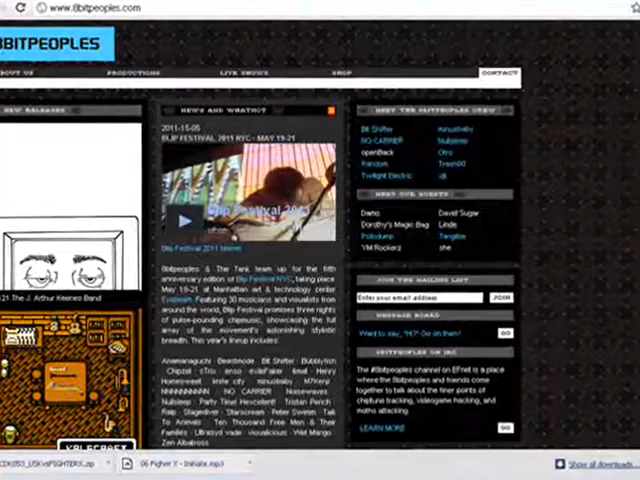 www.8bitpeoples.com
8BITPEOPLES
ABOUT US
PRODUCTIONS
LIVE SHOWS
SHOP
CONTACT
NEW RELEASES
21 The J. Arthur Keenes Band
NEWS AND WHATNOT
2011-15-05
BLIP FESTIVAL 2011 NYC - MAY 19-21
Blip Festival 2011
Blip Festival 2011 teaser
8bitpeoples & The Tank team up for the fifth
anniversary edition of Blip Festival NYC, taking place
May 19-21 at Manhattan art & technology center
Eyebeam. Featuring 30 musicians and visualists from
around the world, Blip Festival promises three nights
of pulse-pounding chipmusic, showcasing the full
array of the movement's astonishing stylistic
breadth. This year's lineup includes:
Anamanaguchi Beastmode Bit Shifter Bubblyfish
Chipzel cTrix enso exileFaker Henry
Homesweet knife city minusbaby M7Kenji
NNNNNNNNNN NO CARRIER Noisewaves
Nullsleep Party Time! Hexcellent! Tristan Perich
Ralp Stagediver Starscream Peter Swimm Talk
To Animals Ten Thousand Free Men & Their
Families Ultrasyd vade visualicious Wet Mango
Zen Albatross
MEET THE 8BITPEOPLES CREW
Bit Shifter
minusbaby
NO CARRIER
Nullsleep
openBack
Otro
Random
Trash80
Twilight Electric
MEET OUR GUESTS
David Sugar
Dorothy's Magic Bag
Linde
YM Rockerz
she
JOIN THE MAILING LIST
Enter your email address
JOIN
MESSAGE BOARD
Want to say, "Hi"? Go on then!
GO
8BITPEOPLES ON IRC
The #8bitpeoples channel on EFnet is a place
where the 8bitpeoples and friends come
together to talk about the finer points of
chiptune tracking, videogame hacking, and
moths attacking.
LEARN MORE
GO
06 Figher X - Initiate.mp3
Show all downloads...